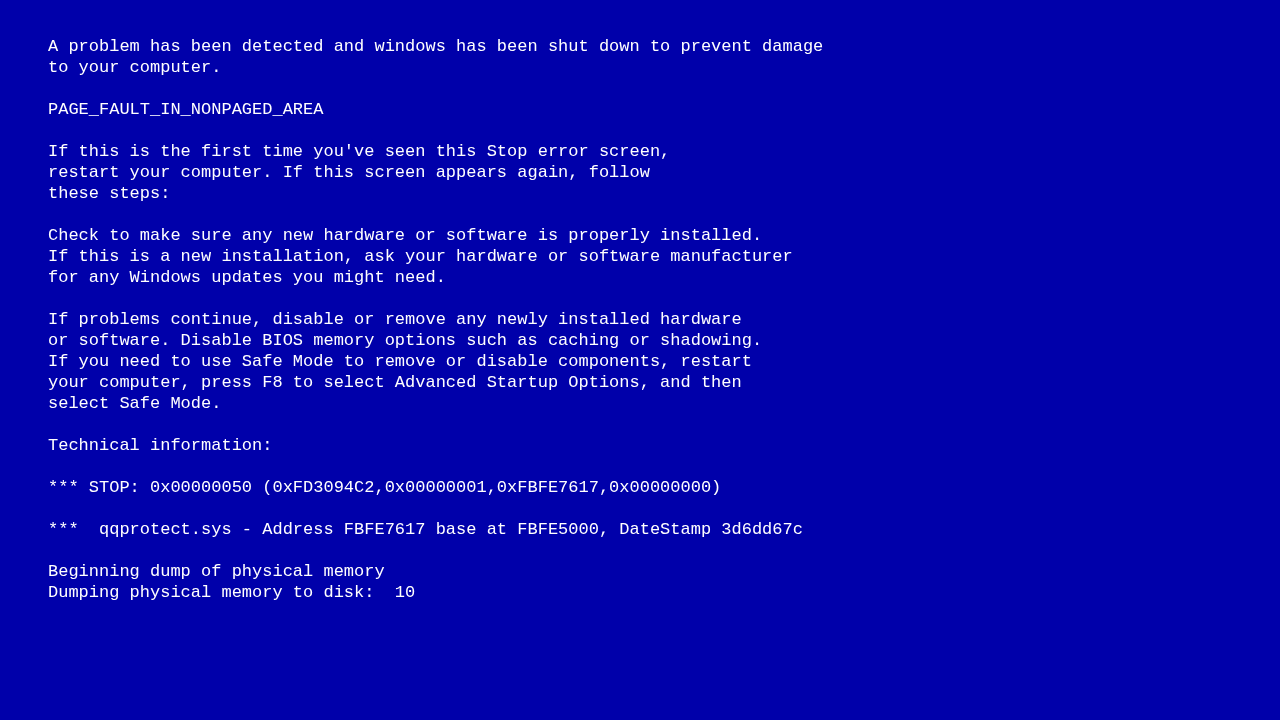 A problem has been detected and windows has been shut down to prevent damage
to your computer.
PAGE_FAULT_IN_NONPAGED_AREA
If this is the first time you've seen this Stop error screen,
restart your computer. If this screen appears again, follow
these steps:
Check to make sure any new hardware or software is properly installed.
If this is a new installation, ask your hardware or software manufacturer
for any Windows updates you might need.
If problems continue, disable or remove any newly installed hardware
or software. Disable BIOS memory options such as caching or shadowing.
If you need to use Safe Mode to remove or disable components, restart
your computer, press F8 to select Advanced Startup Options, and then
select Safe Mode.
Technical information:
*** STOP: 0x00000050 (0xFD3094C2,0x00000001,0xFBFE7617,0x00000000)
***  qqprotect.sys - Address FBFE7617 base at FBFE5000, DateStamp 3d6dd67c
Beginning dump of physical memory
Dumping physical memory to disk:  10